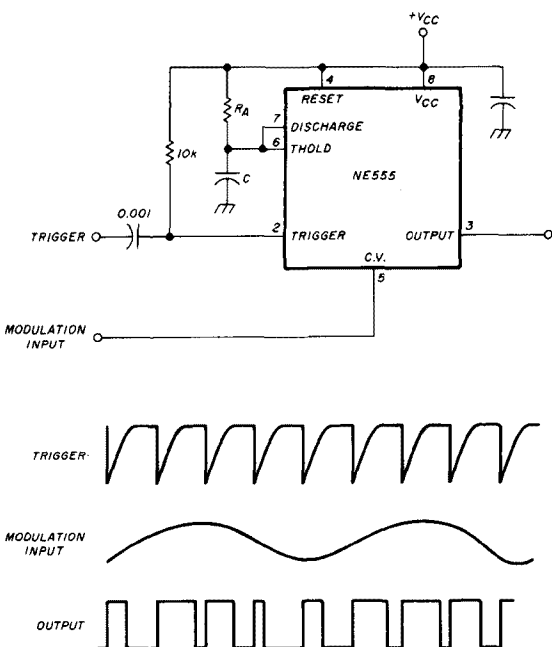 +VCC
4
8
RESET
VCC
RA
7
DISCHARGE
6
THOLD
10k
C
NE555
0.001
TRIGGER
2
TRIGGER
OUTPUT
3
C.V.
5
MODULATION
INPUT
TRIGGER
MODULATION
INPUT
OUTPUT